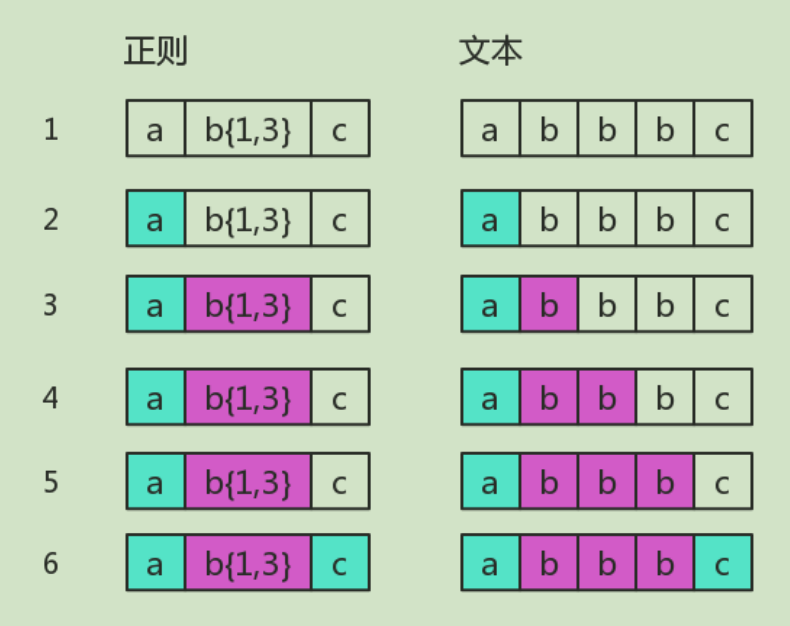 正则 文本
1 a b{1,3} c a b b b c
2 a b{1,3} c a b b b c
3 a b{1,3} c a b b b c
4 a b{1,3} c a b b b c
5 a b{1,3} c a b b b c
6 a b{1,3} c a b b b c